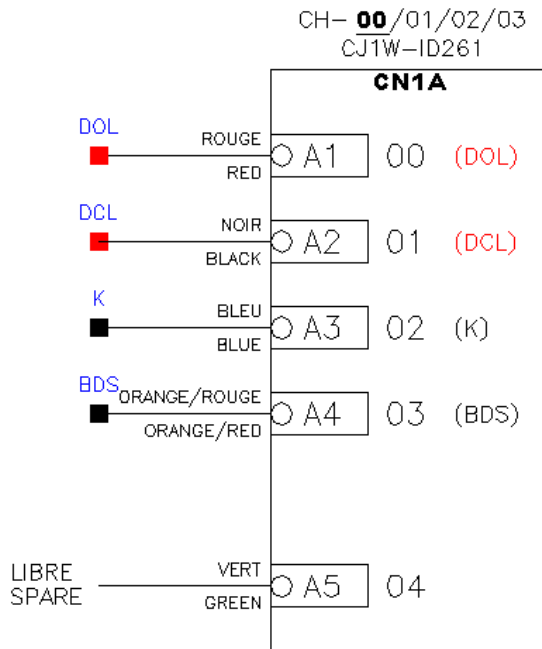 CH- 00/01/02/03
CJ1W-ID261
CN1A
DOL
ROUGE
RED
A1 00 (DOL)
DCL
NOIR
BLACK
A2 01 (DCL)
K
BLEU
BLUE
A3 02 (K)
BDS
ORANGE/ROUGE
ORANGE/RED
A4 03 (BDS)
LIBRE
SPARE
VERT
GREEN
A5 04